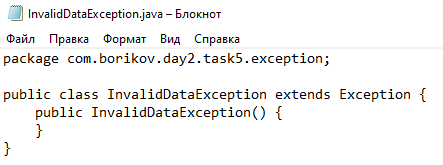 InvalidDataException.java – Блокнот
Файл Правка Формат Вид Справка
package com.borikov.day2.task5.exception;

public class InvalidDataException extends Exception {
    public InvalidDataException() {
    }
}